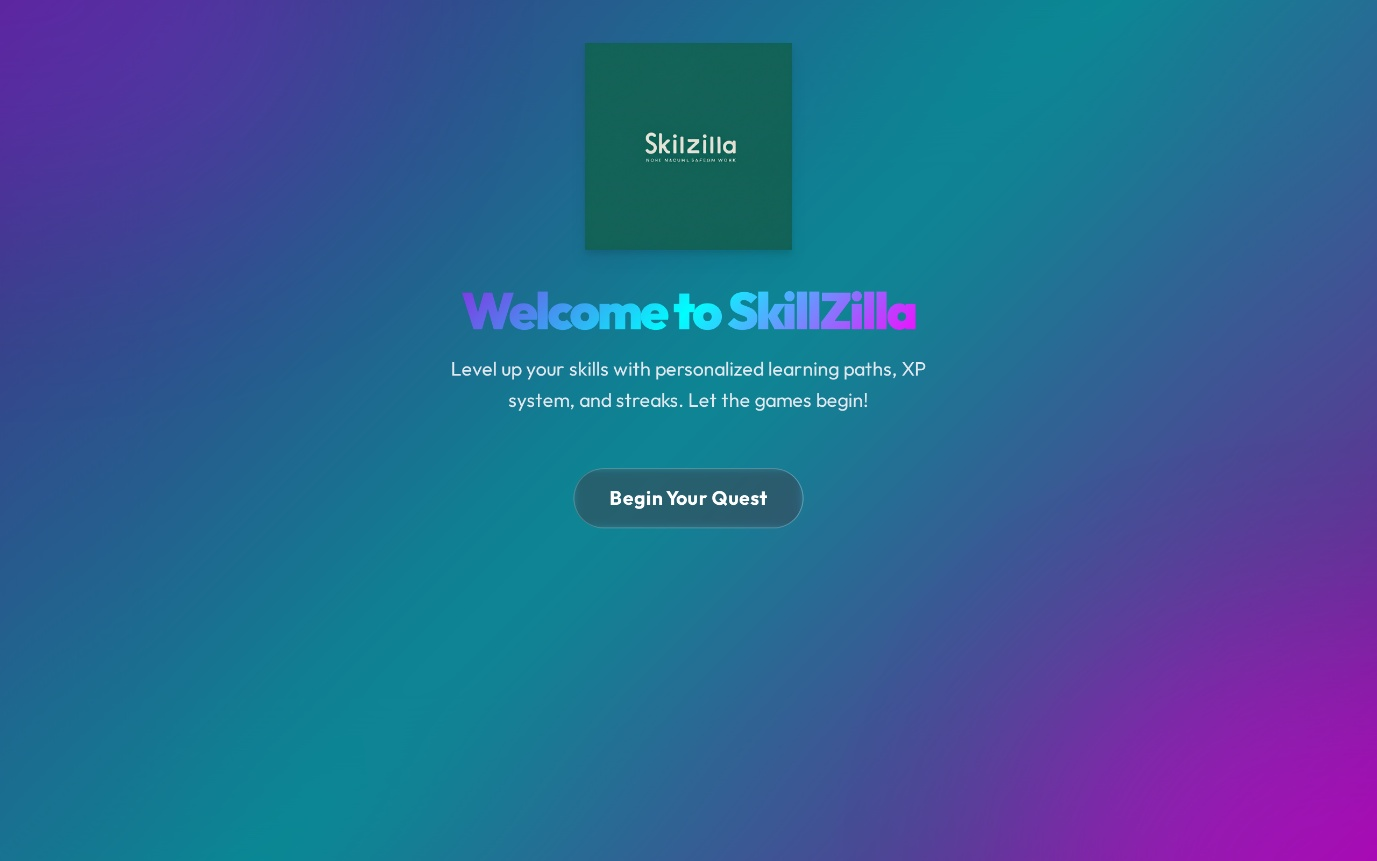 Skilzilla
Welcome to SkillZilla
Level up your skills with personalized learning paths, XP
system, and streaks. Let the games begin!
Begin Your Quest